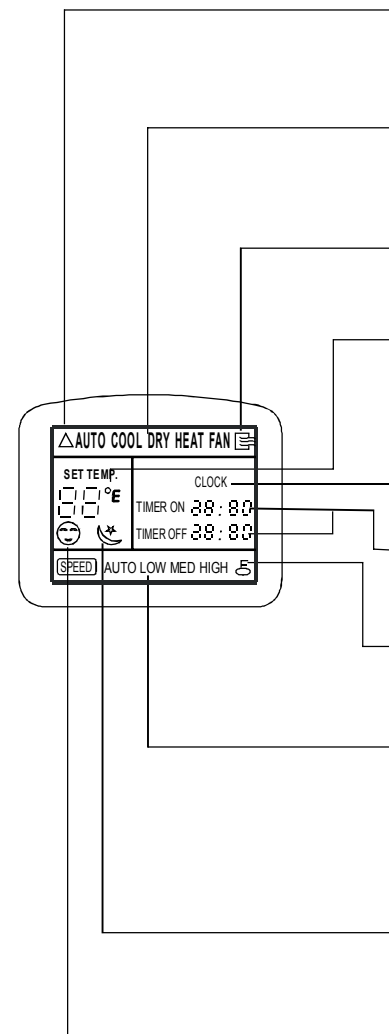 △AUTO COOL DRY HEAT FAN
SET TEMP.
88°E
CLOCK
TIMER ON 88:88
TIMER OFF 88:88
SPEED AUTO LOW MED HIGH